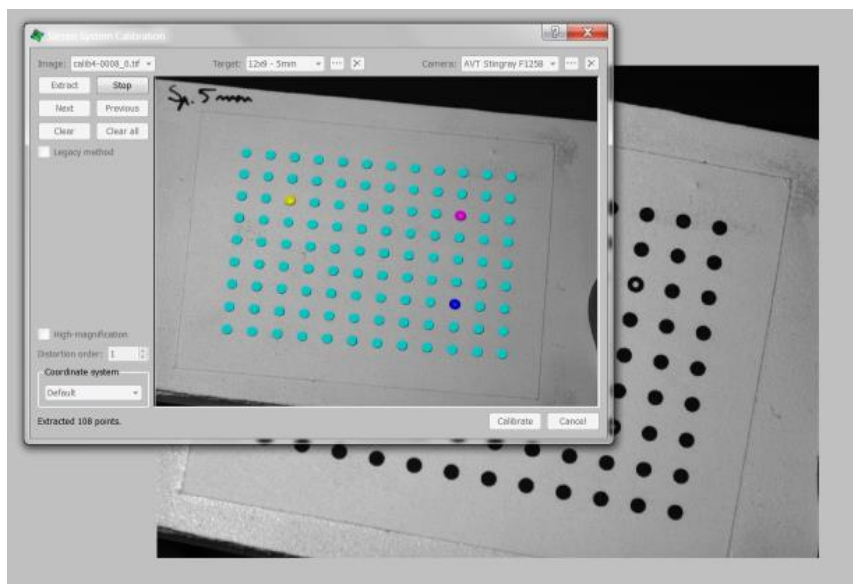 Stereo System Calibration
Image: calib4-0008_0.tif Target: 12x9 - 5mm ... Camera: AVT Stingray F125B ...
Extract Stop
Next Previous
Clear Clear all
Legacy method
Sp. 5 mm
High-magnification
Distortion order: 1
Coordinate system
Default
Extracted 108 points.
Calibrate Cancel